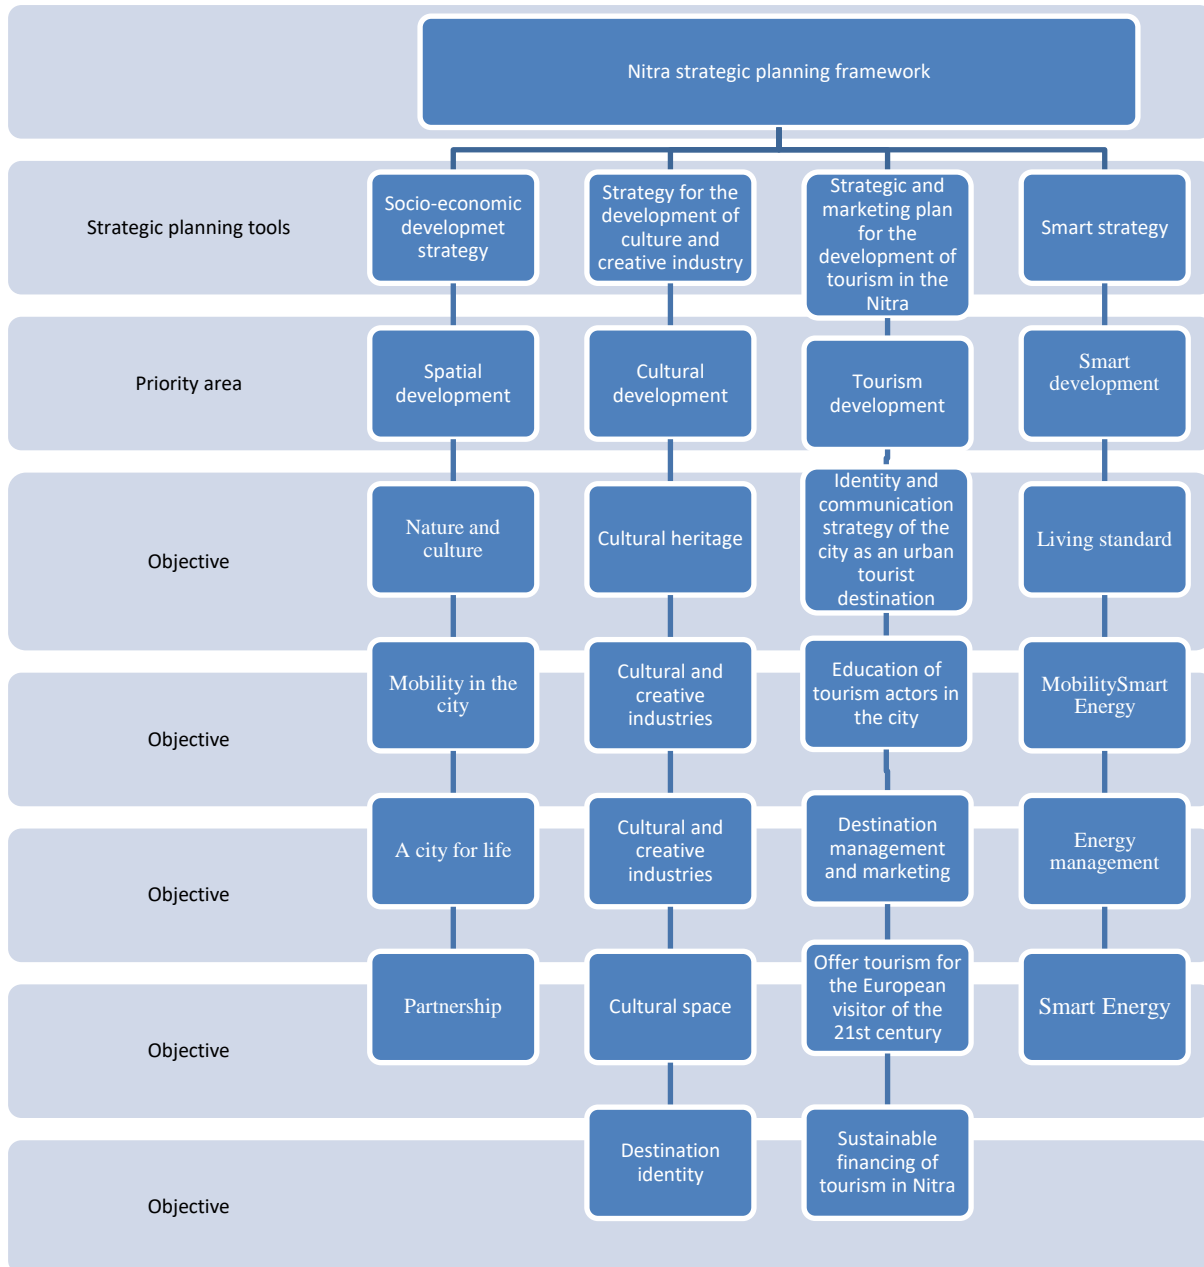 Nitra strategic planning framework
Strategic planning tools
Socio-economic
developmet
strategy
Strategy for the
development of
culture and
creative industry
Strategic and
marketing plan
for the
development of
tourism in the
Nitra
Smart strategy
Priority area
Spatial
development
Cultural
development
Tourism
development
Smart
development
Objective
Nature and
culture
Cultural heritage
Identity and
communication
strategy of the
city as an urban
tourist
destination
Living standard
Objective
Mobility in the
city
Cultural and
creative
industries
Education of
tourism actors in
the city
MobilitySmart
Energy
Objective
A city for life
Cultural and
creative
industries
Destination
management
and marketing
Energy
management
Objective
Partnership
Cultural space
Offer tourism for
the European
visitor of the
21st century
Smart Energy
Objective
Destination
identity
Sustainable
financing of
tourism in Nitra